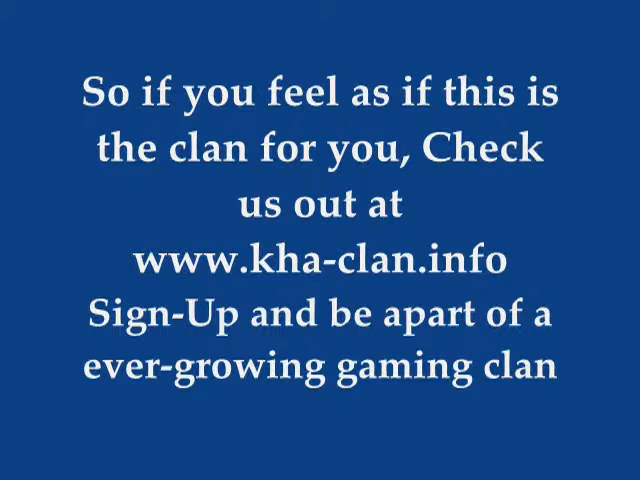 So if you feel as if this is
the clan for you, Check
us out at
www.kha-clan.info
Sign-Up and be apart of a
ever-growing gaming clan